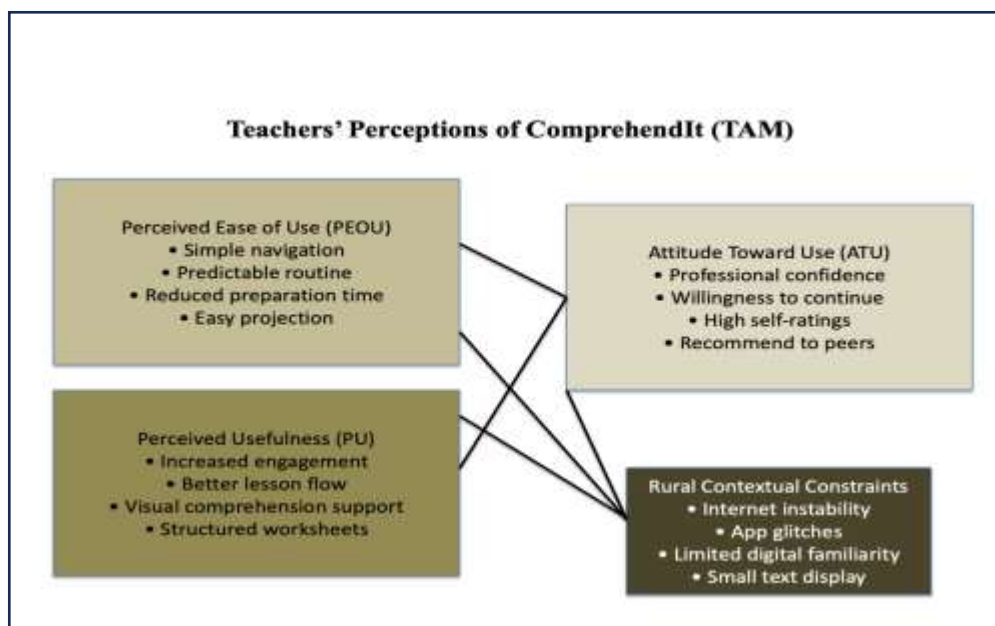 Teachers’ Perceptions of ComprehendIt (TAM)
Perceived Ease of Use (PEOU)
• Simple navigation
• Predictable routine
• Reduced preparation time
• Easy projection
Perceived Usefulness (PU)
• Increased engagement
• Better lesson flow
• Visual comprehension support
• Structured worksheets
Attitude Toward Use (ATU)
• Professional confidence
• Willingness to continue
• High self-ratings
• Recommend to peers
Rural Contextual Constraints
• Internet instability
• App glitches
• Limited digital familiarity
• Small text display